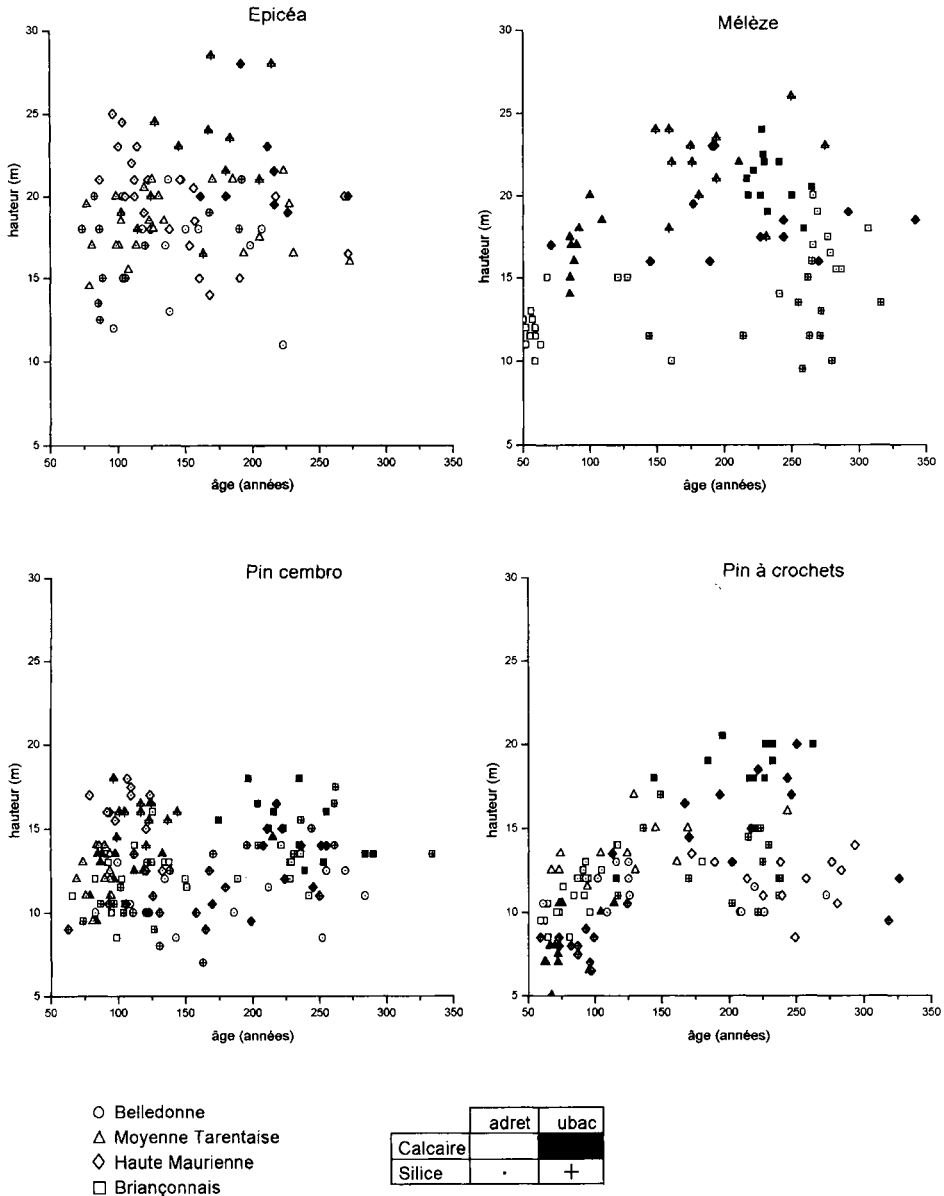 Epicéa
Mélèze
30
25
20
15
10
5
hauteur (m)
50 100 150 200 250 300 350
âge (années)
30
25
20
15
10
5
hauteur (m)
50 100 150 200 250 300 350
âge (années)
Pin cembro
Pin à crochets
30
25
20
15
10
5
hauteur (m)
50 100 150 200 250 300 350
âge (années)
30
25
20
15
10
5
hauteur (m)
50 100 150 200 250 300 350
âge (années)
Belledonne
Moyenne Tarentaise
Haute Maurienne
Briançonnais
adret ubac
Calcaire
Silice · +